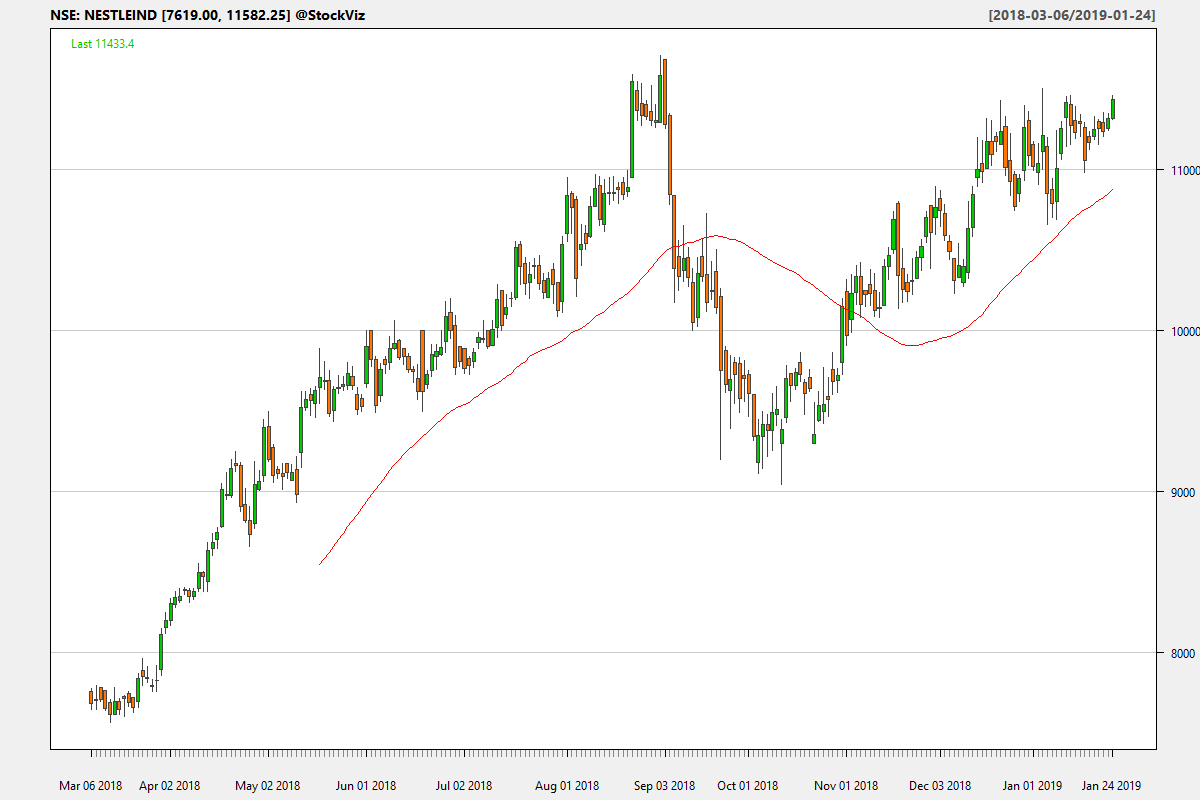 NSE: NESTLEIND [7619.00, 11582.25] @StockViz [2018-03-06/2019-01-24]
Last 11433.4
11000
10000
9000
8000
Mar 06 2018 Apr 02 2018 May 02 2018 Jun 01 2018 Jul 02 2018 Aug 01 2018 Sep 03 2018 Oct 01 2018 Nov 01 2018 Dec 03 2018 Jan 01 2019 Jan 24 2019